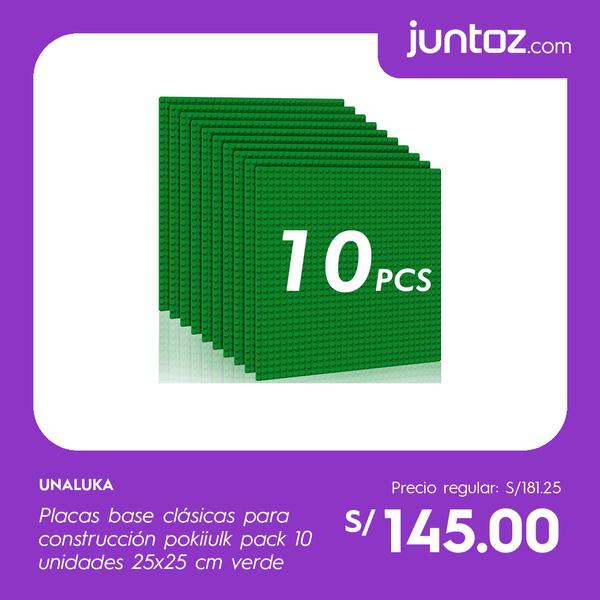 juntoz.com
10PCS
UNALUKA
Placas base clásicas para
construcción pokiiulk pack 10
unidades 25x25 cm verde
Precio regular: S/181.25
S/145.00